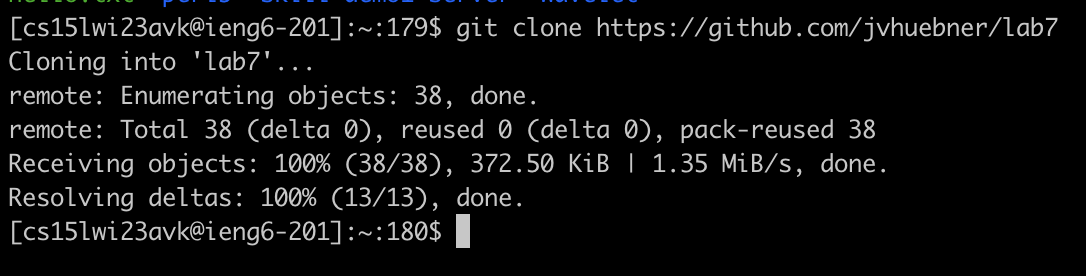 [cs15lwi23avk@ieng6-201]:~:179$ git clone https://github.com/jvhuebner/lab7
Cloning into 'lab7'...
remote: Enumerating objects: 38, done.
remote: Total 38 (delta 0), reused 0 (delta 0), pack-reused 38
Receiving objects: 100% (38/38), 372.50 KiB | 1.35 MiB/s, done.
Resolving deltas: 100% (13/13), done.
[cs15lwi23avk@ieng6-201]:~:180$